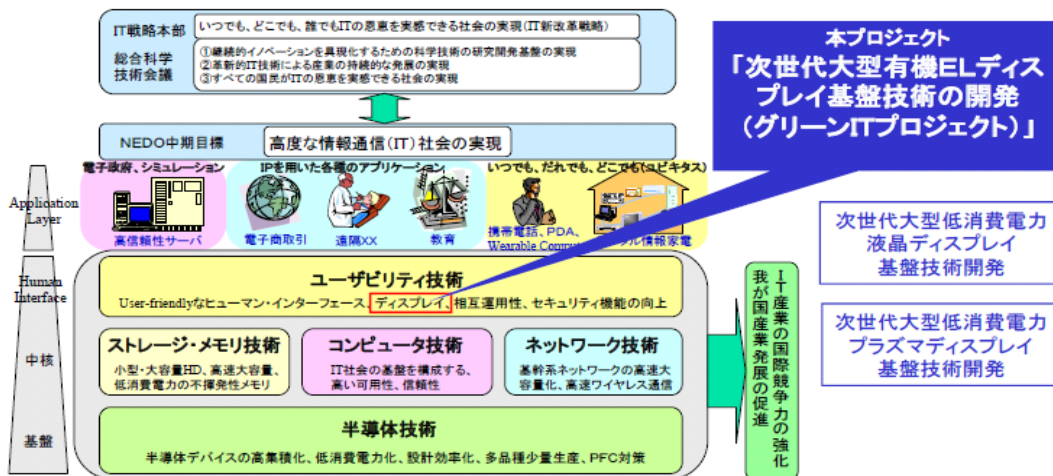 IT戦略本部
いつでも、どこでも、誰でもITの恩恵を実感できる社会の実現(IT新改革戦略)
総合科学
技術会議
①継続的イノベーションを具現化するための科学技術の研究開発基盤の実現
②革新的IT技術による産業の持続的な発展の実現
③すべての国民がITの恩恵を実感できる社会の実現
本プロジェクト
「次世代大型有機ELディス
プレイ基盤技術の開発
(グリーンITプロジェクト)」
NEDO中期目標
高度な情報通信(IT)社会の実現
Application
Layer
電子政府、シミュレーション
高信頼性サーバ
IPを用いた各種のアプリケーション
電子商取引
遠隔XX
教育
いつでも、だれでも、どこでも(ユビキタス)
携帯電話、PDA、
Wearable Comput
ル情報家電
次世代大型低消費電力
液晶ディスプレイ
基盤技術開発
次世代大型低消費電力
プラズマディスプレイ
基盤技術開発
Human
Interface
ユーザビリティ技術
User-friendlyなヒューマン・インターフェース、ディスプレイ、相互運用性、セキュリティ機能の向上
中核
ストレージ・メモリ技術
小型・大容量HD、高速大容量、
低消費電力の不揮発性メモリ
コンピュータ技術
IT社会の基盤を構成する、
高い可用性、信頼性
ネットワーク技術
基幹系ネットワークの高速大
容量化、高速ワイヤレス通信
基盤
半導体技術
半導体デバイスの高集積化、低消費電力化、設計効率化、多品種少量生産、PFC対策
IT産業の国際競争力の強化
我が国産業発展の促進